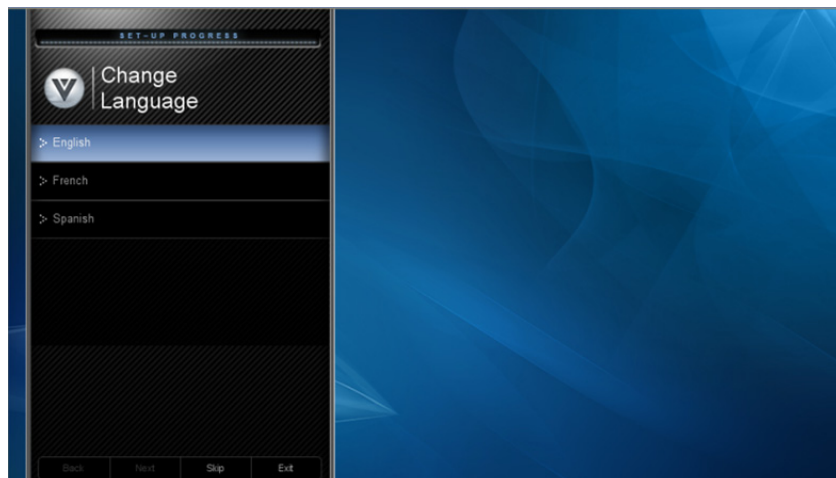 SET-UP PROGRESS
Change
Language
English
French
Spanish
Back Next Skip Exit